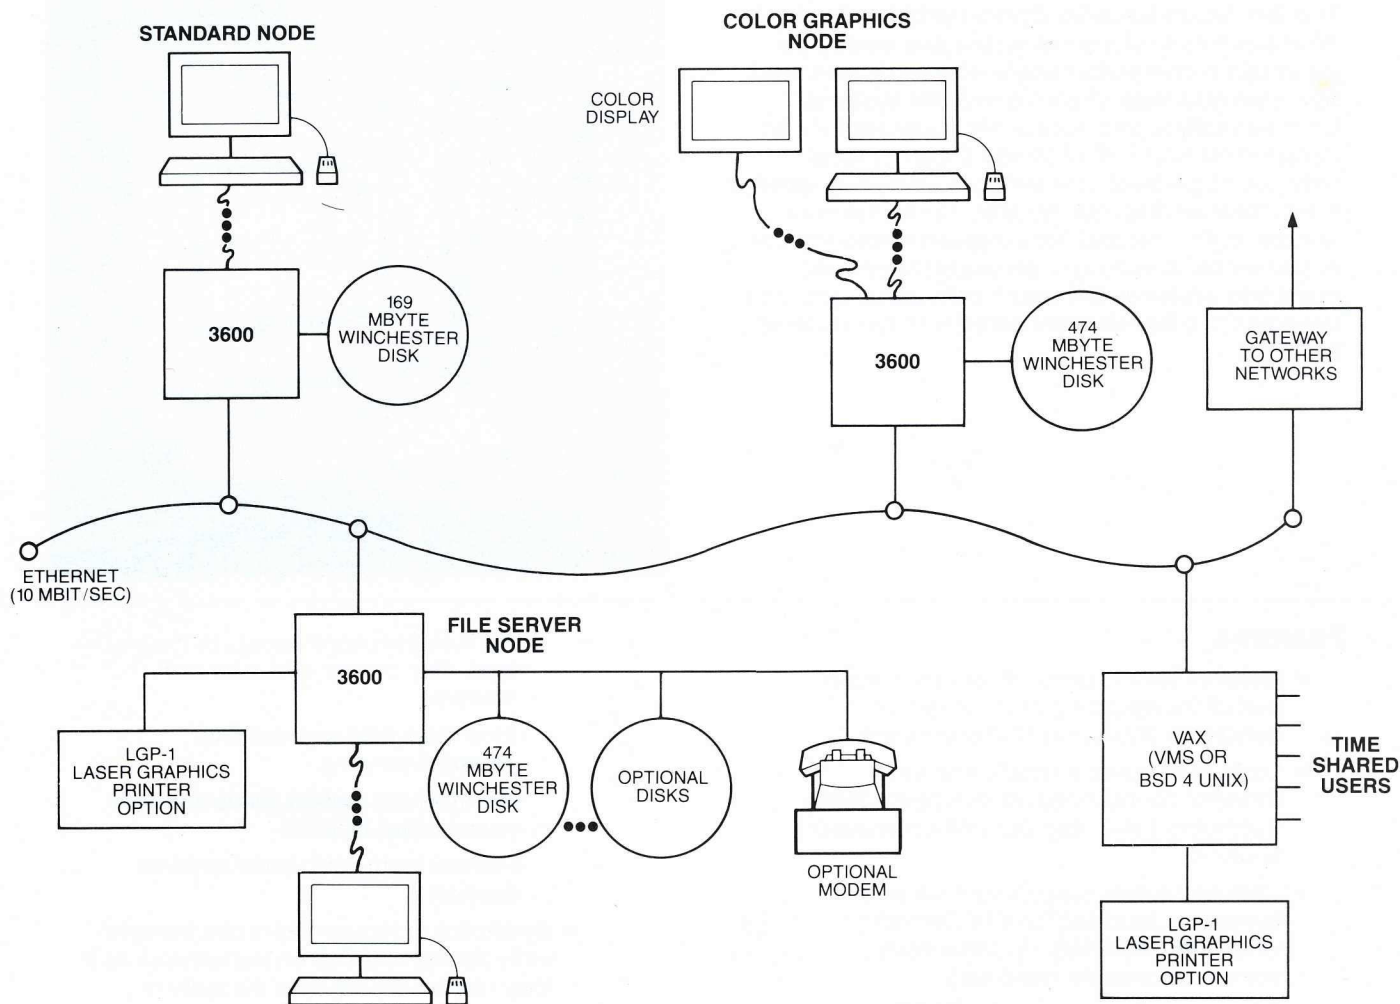 STANDARD NODE
169
MBYTE
WINCHESTER
DISK
3600
COLOR GRAPHICS
NODE
COLOR
DISPLAY
3600
474
MBYTE
WINCHESTER
DISK
GATEWAY
TO OTHER
NETWORKS
ETHERNET
(10 MBIT/SEC)
FILE SERVER
NODE
3600
LGP-1
LASER GRAPHICS
PRINTER
OPTION
474
MBYTE
WINCHESTER
DISK
OPTIONAL
DISKS
OPTIONAL
MODEM
VAX
(VMS OR
BSD 4 UNIX)
TIME
SHARED
USERS
LGP-1
LASER GRAPHICS
PRINTER
OPTION